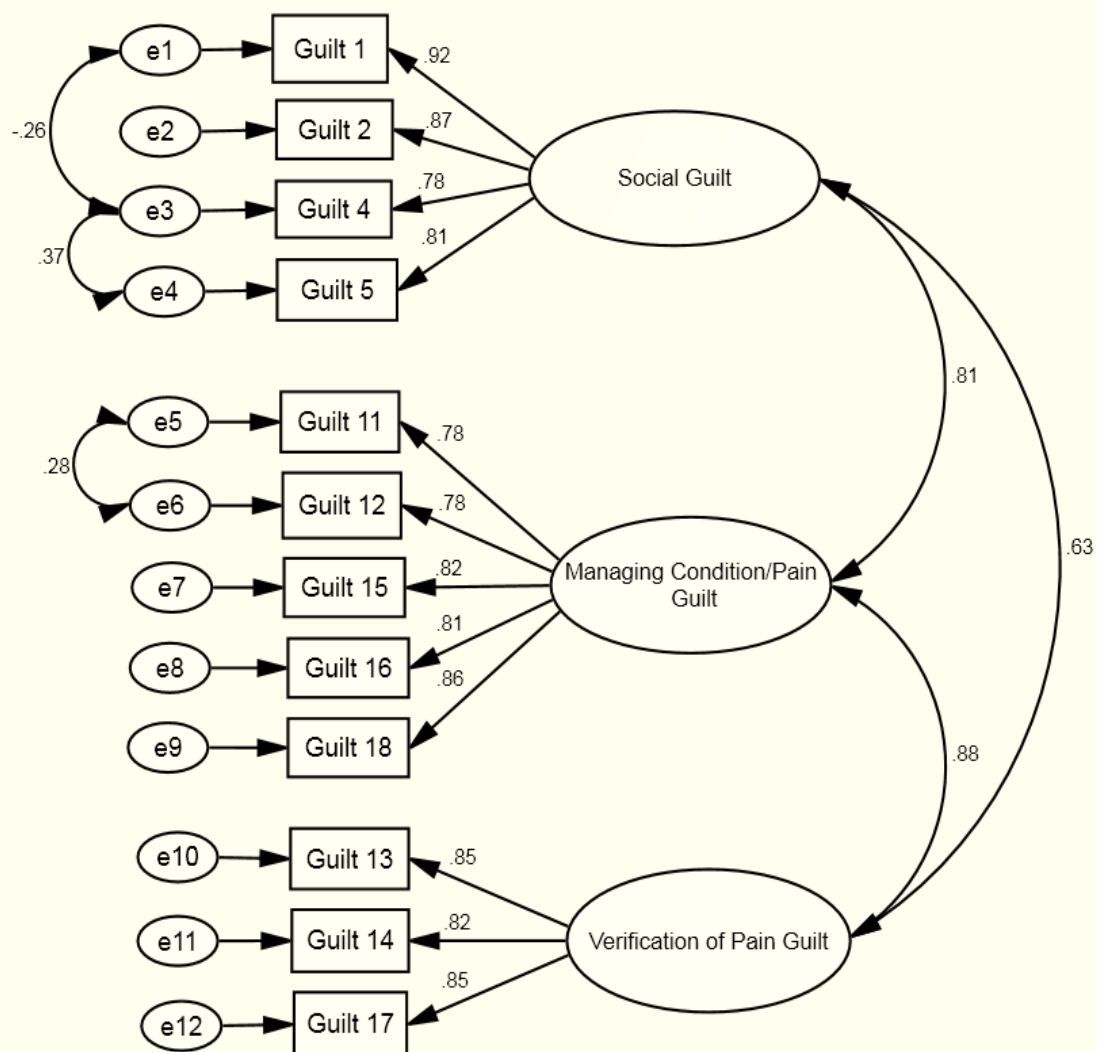 e1
Guilt 1
.92
-.26
e2
Guilt 2
.87
Social Guilt
e3
Guilt 4
.78
.37
e4
Guilt 5
.81
.81
e5
Guilt 11
.78
.28
e6
Guilt 12
.78
.63
e7
Guilt 15
.82
Managing Condition/Pain
Guilt
e8
Guilt 16
.81
e9
Guilt 18
.86
.88
e10
Guilt 13
.85
e11
Guilt 14
.82
Verification of Pain Guilt
e12
Guilt 17
.85